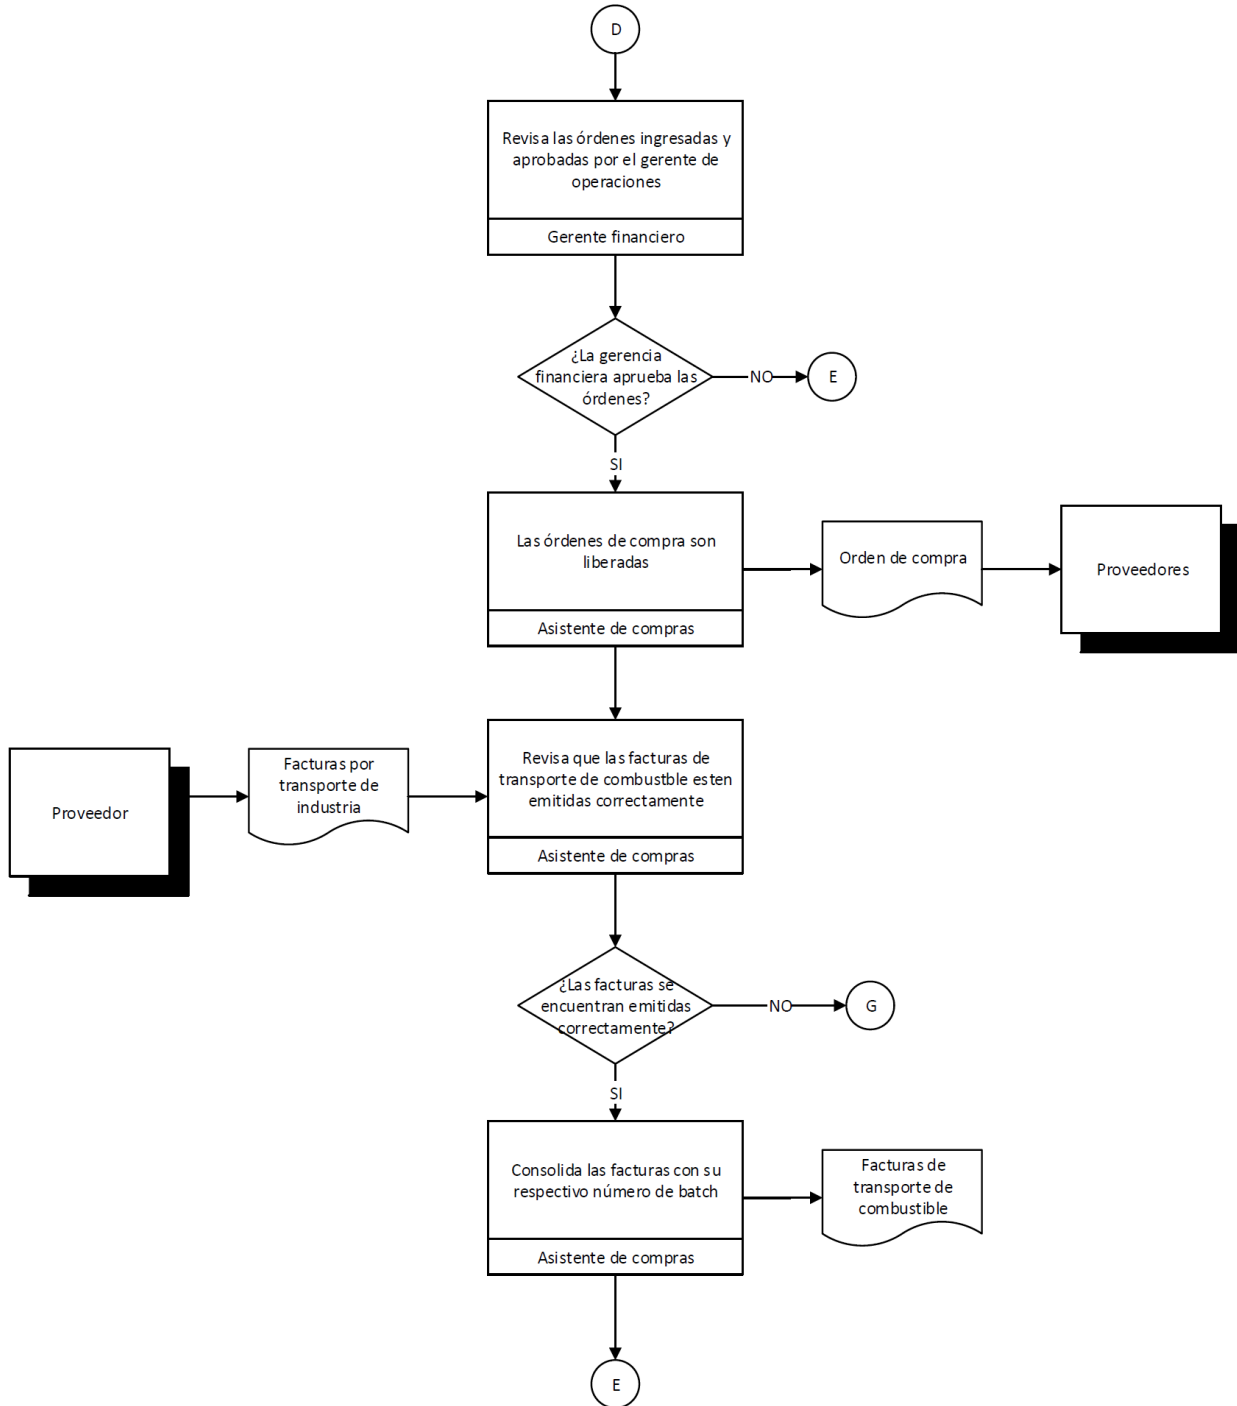 D
Revisa las órdenes ingresadas y
aprobadas por el gerente de
operaciones
Gerente financiero
¿La gerencia
financiera aprueba las
órdenes?
NO
E
SI
Las órdenes de compra son
liberadas
Asistente de compras
Orden de compra
Proveedores
Proveedor
Facturas por
transporte de
industria
Revisa que las facturas de
transporte de combustble esten
emitidas correctamente
Asistente de compras
¿Las facturas se
encuentran emitidas
correctamente?
NO
G
SI
Consolida las facturas con su
respectivo número de batch
Asistente de compras
Facturas de
transporte de
combustible
E